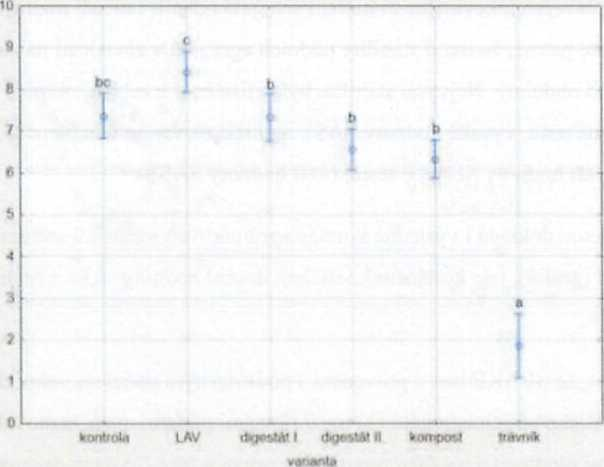 10
9
8
7
6
5
4
3
2
1
0
bc
c
b
b
b
a
kontrola LAV digestát I. digestát II. kompost trávník
varianta